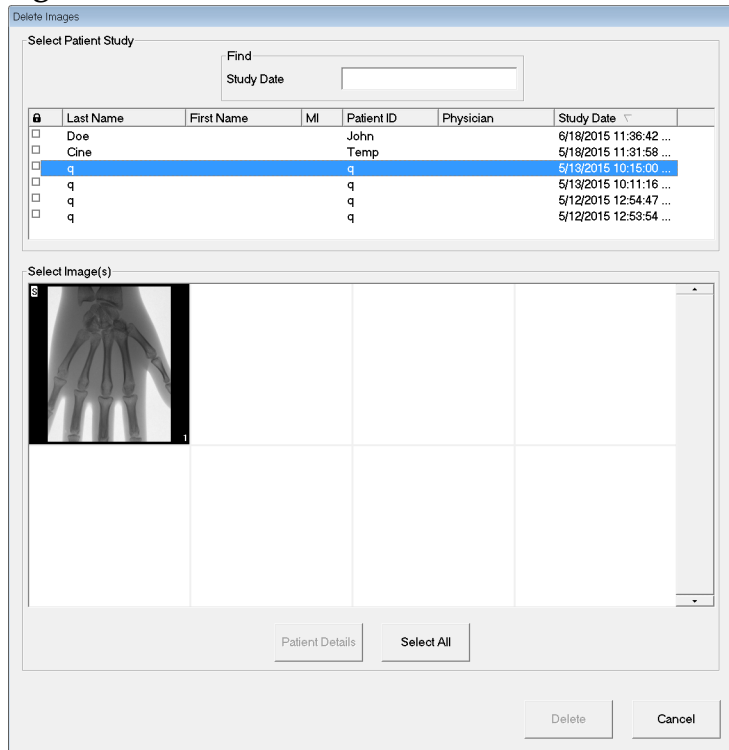 Delete Images
Select Patient Study
Find
Study Date
Last Name First Name MI Patient ID Physician Study Date
Doe John 6/18/2015 11:36:42 ...
Cine Temp 5/18/2015 11:31:58 ...
q q 5/13/2015 10:15:00 ...
q q 5/13/2015 10:11:16 ...
q q 5/12/2015 12:54:47 ...
q q 5/12/2015 12:53:54 ...
Select Image(s)
S
1
Patient Details Select All
Delete Cancel